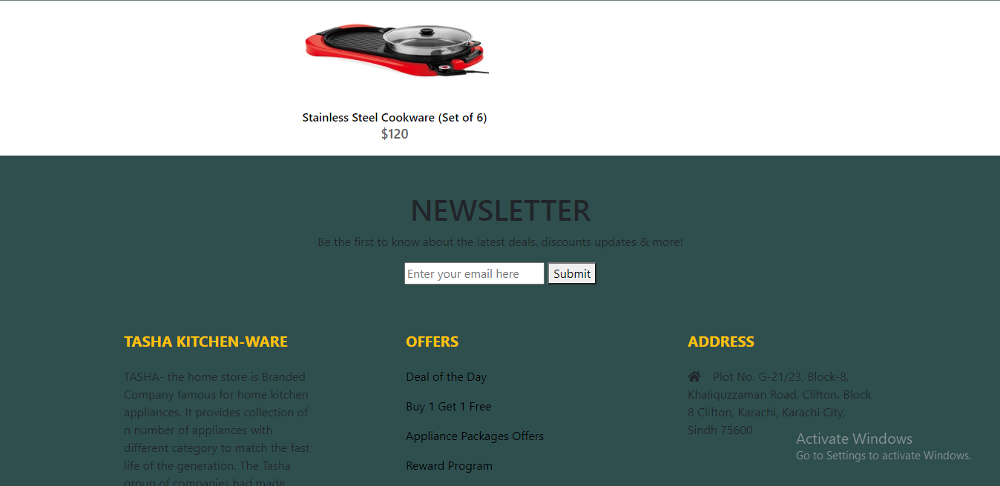 Stainless Steel Cookware (Set of 6)
$120
NEWSLETTER
Be the first to know about the latest deals, discounts updates & more!
Enter your email here
Submit
TASHA KITCHEN-WARE
TASHA- the home store is Branded
Company famous for home kitchen
appliances. It provides collection of
n number of appliances with
different category to match the fast
life of the generation. The Tasha
group of companies had made
OFFERS
Deal of the Day
Buy 1 Get 1 Free
Appliance Packages Offers
Reward Program
ADDRESS
Plot No. G-21/23, Block-8,
Khaliquzzaman Road, Clifton. Block
8 Clifton, Karachi, Karachi City,
Sindh 75600
Activate Windows
Go to Settings to activate Windows.